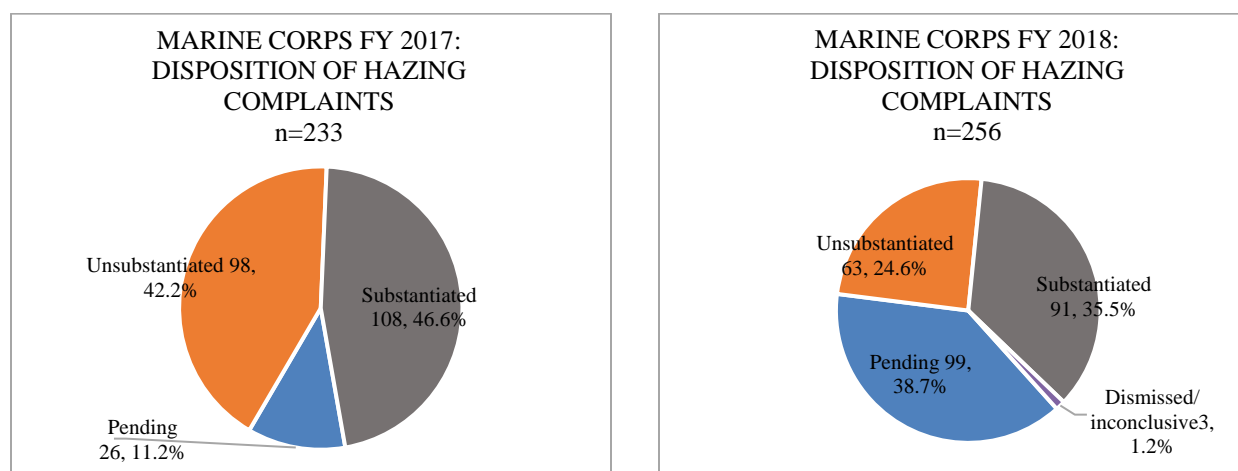 MARINE CORPS FY 2017:
DISPOSITION OF HAZING
COMPLAINTS
n=233
Unsubstantiated 98,
42.2%
Substantiated
108, 46.6%
Pending
26, 11.2%
MARINE CORPS FY 2018:
DISPOSITION OF HAZING
COMPLAINTS
n=256
Unsubstantiated
63, 24.6%
Substantiated
91, 35.5%
Pending 99,
38.7%
Dismissed/
inconclusive3,
1.2%